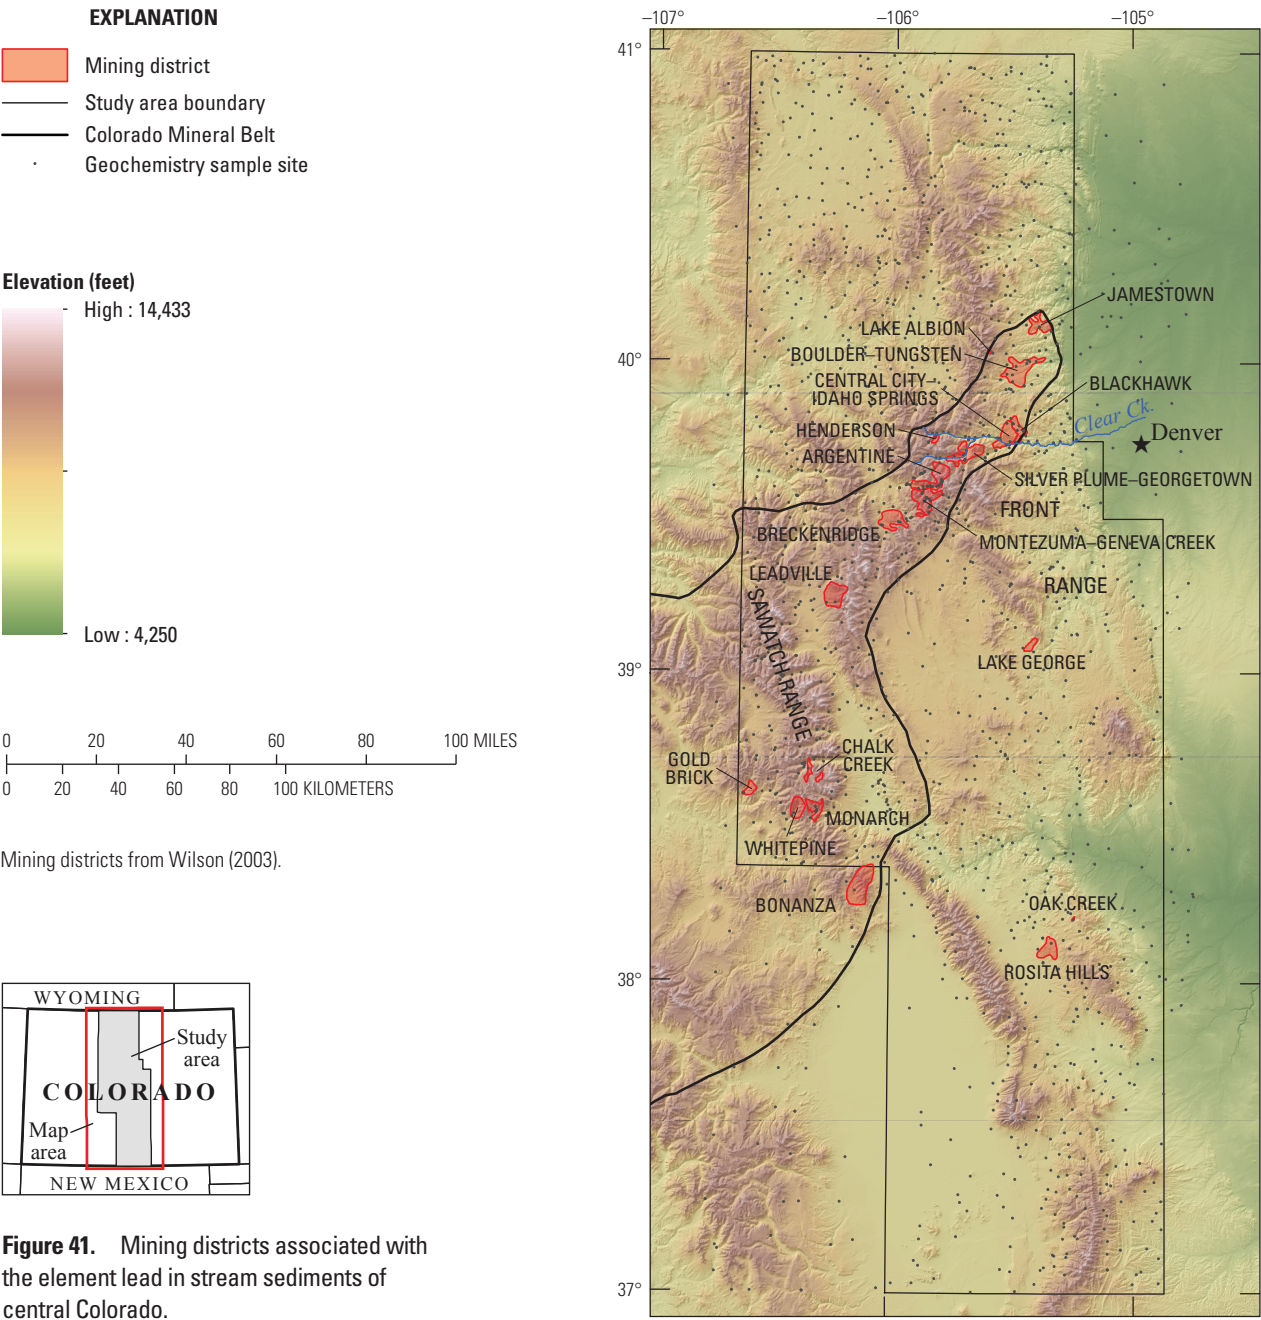 EXPLANATION
Mining district
Study area boundary
Colorado Mineral Belt
Geochemistry sample site
Elevation (feet)
High : 14,433
Low : 4,250
0 20 40 60 80 100 MILES
0 20 40 60 80 100 KILOMETERS
Mining districts from Wilson (2003).
WYOMING
Study
area
COLORADO
Map
area
NEW MEXICO
Figure 41. Mining districts associated with
the element lead in stream sediments of
central Colorado.
–107° –106° –105°
41°
40°
39°
38°
37°
JAMESTOWN
LAKE ALBION
BOULDER–TUNGSTEN
CENTRAL CITY–
IDAHO SPRINGS
BLACKHAWK
HENDERSON
Clear Ck.
Denver
ARGENTINE
SILVER PLUME–GEORGETOWN
FRONT
BRECKENRIDGE
MONTEZUMA–GENEVA CREEK
LEADVILLE
RANGE
SAWATCH RANGE
LAKE GEORGE
CHALK
CREEK
GOLD
BRICK
MONARCH
WHITEPINE
BONANZA
OAK CREEK
ROSITA HILLS